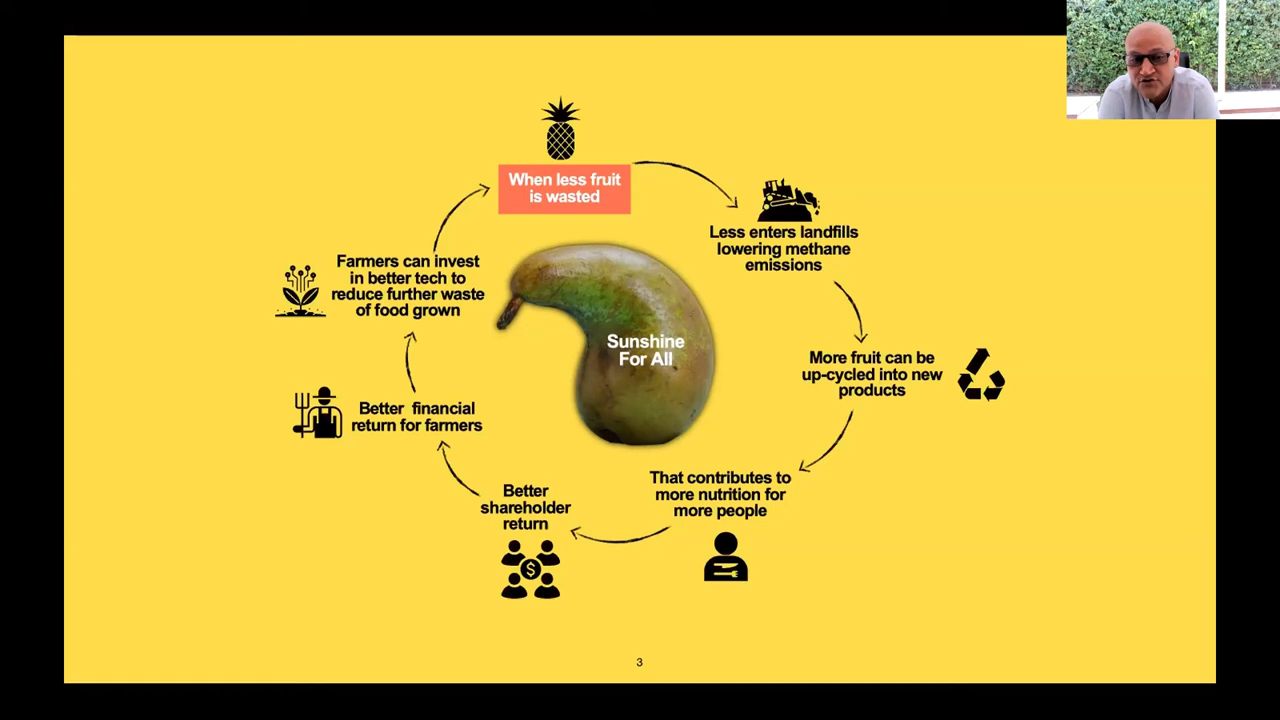 When less fruit
is wasted
Less enters landfills
lowering methane
emissions
More fruit can be
up-cycled into new
products
That contributes to
more nutrition for
more people
Better
shareholder
return
$
Better financial
return for farmers
Farmers can invest
in better tech to
reduce further waste
of food grown
Sunshine
For All
3